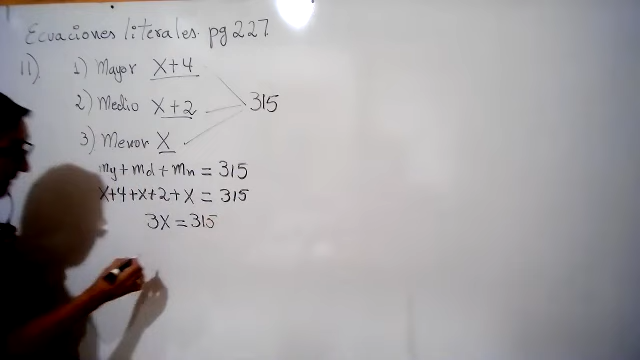 Ecuaciones literales. pg 227
11) 1) Mayor X+4
2) Medio X+2
315
3) Menor X
my + md + mn = 315
X+4+X+2+X = 315
3X = 315